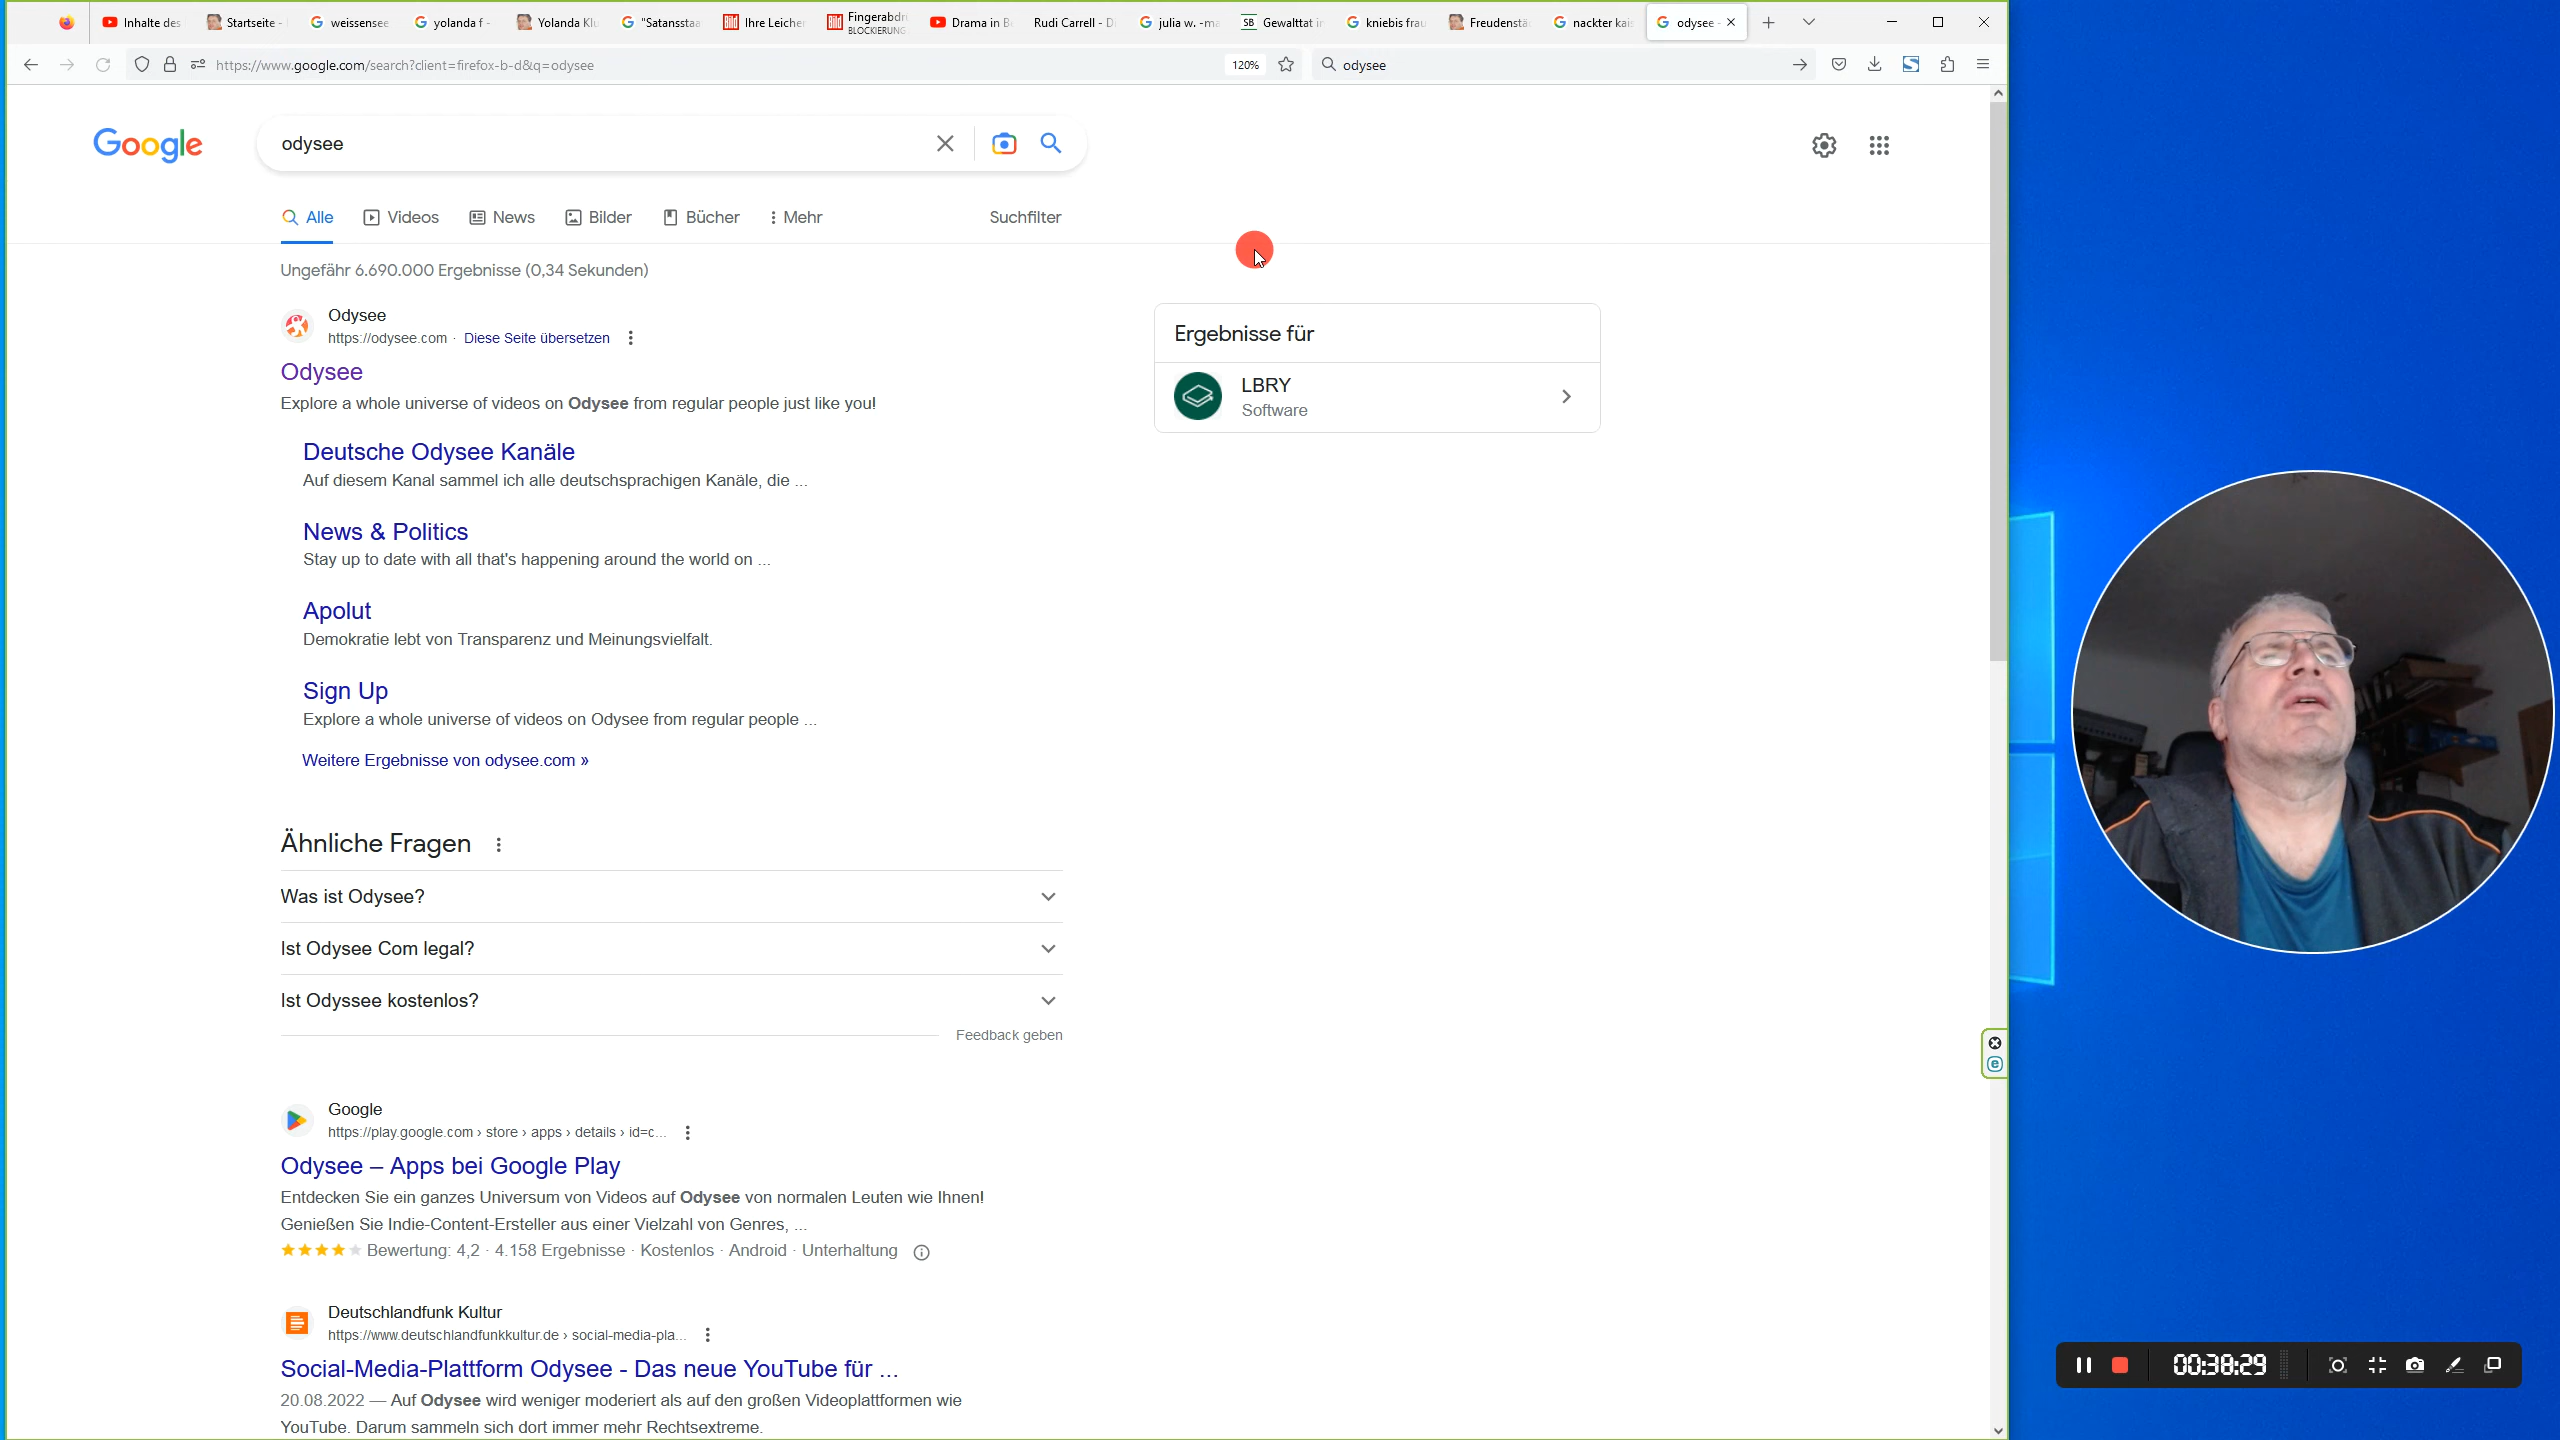 Inhalte des
Startseite -
weissensee
yolanda f -
Yolanda Klu
"Satanssta
Ihre Leicher
Fingerabdr
BLOCKIERUNG
Drama in B
Rudi Carrell - D
julia w. -ma
Gewalttat in
kniebis frau
Freudenstä
nackter kai
odysee -
https://www.google.com/search?client=firefox-b-d&q=odysee
120%
odysee
Google
odysee
Alle
Videos
News
Bilder
Bücher
Mehr
Suchfilter
Ungefähr 6.690.000 Ergebnisse (0,34 Sekunden)
Odysee
https://odysee.com · Diese Seite übersetzen
Odysee
Explore a whole universe of videos on Odysee from regular people just like you!
Deutsche Odysee Kanäle
Auf diesem Kanal sammel ich alle deutschsprachigen Kanäle, die ...
News & Politics
Stay up to date with all that's happening around the world on ...
Apolut
Demokratie lebt von Transparenz und Meinungsvielfalt.
Sign Up
Explore a whole universe of videos on Odysee from regular people ...
Weitere Ergebnisse von odysee.com »
Ergebnisse für
LBRY
Software
Ähnliche Fragen
Was ist Odysee?
Ist Odysee Com legal?
Ist Odyssee kostenlos?
Feedback geben
Google
https://play.google.com › store › apps › details › id=c...
Odysee – Apps bei Google Play
Entdecken Sie ein ganzes Universum von Videos auf Odysee von normalen Leuten wie Ihnen!
Genießen Sie Indie-Content-Ersteller aus einer Vielzahl von Genres, ...
Bewertung: 4,2 · 4.158 Ergebnisse · Kostenlos · Android · Unterhaltung
Deutschlandfunk Kultur
https://www.deutschlandfunkkultur.de › social-media-pla...
Social-Media-Plattform Odysee - Das neue YouTube für ...
20.08.2022 — Auf Odysee wird weniger moderiert als auf den großen Videoplattformen wie
YouTube. Darum sammeln sich dort immer mehr Rechtsextreme.
00:38:29